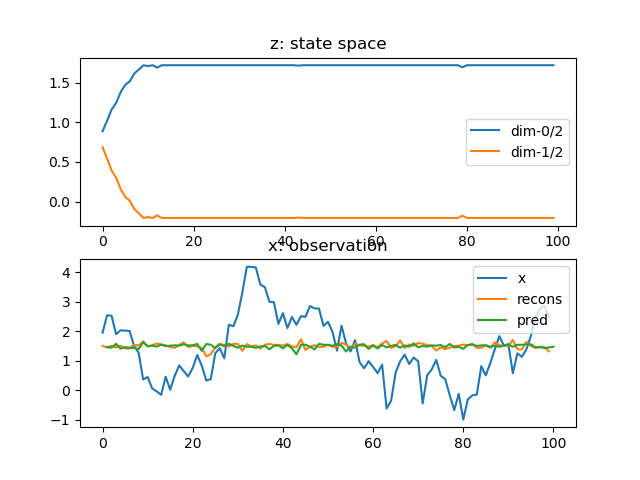 z: state space
1.5
1.0
0.5
0.0
dim-0/2
dim-1/2
0 20 40 60 80 100
x: observation
4
3
2
1
0
−1
x
recons
pred
0 20 40 60 80 100